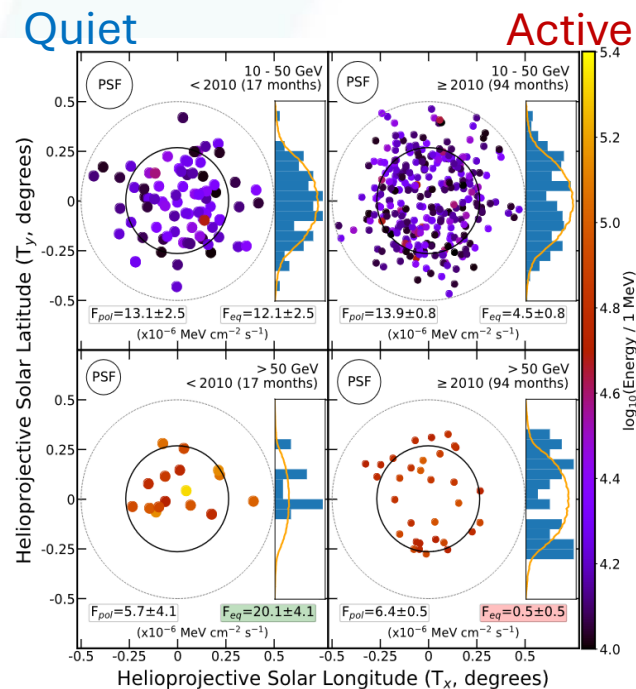 Quiet
Active
PSF
10 - 50 GeV
< 2010 (17 months)
PSF
10 - 50 GeV
≥ 2010 (94 months)
0.5
0.25
0
-0.25
-0.5
F_pol=13.1±2.5
F_eq=12.1±2.5
(x10⁻⁶ MeV cm⁻² s⁻¹)
F_pol=13.9±0.8
F_eq=4.5±0.8
(x10⁻⁶ MeV cm⁻² s⁻¹)
PSF
> 50 GeV
< 2010 (17 months)
PSF
> 50 GeV
≥ 2010 (94 months)
0.5
0.25
0
-0.25
-0.5
F_pol=5.7±4.1
F_eq=20.1±4.1
(x10⁻⁶ MeV cm⁻² s⁻¹)
F_pol=6.4±0.5
F_eq=0.5±0.5
(x10⁻⁶ MeV cm⁻² s⁻¹)
-0.5
-0.25
0
0.25
-0.5
-0.25
0
0.25
0.5
Helioprojective Solar Longitude (T_x, degrees)
Helioprojective Solar Latitude (T_y, degrees)
5.4
5.2
5.0
4.8
4.6
4.4
4.2
4.0
log₁₀(Energy / 1 MeV)